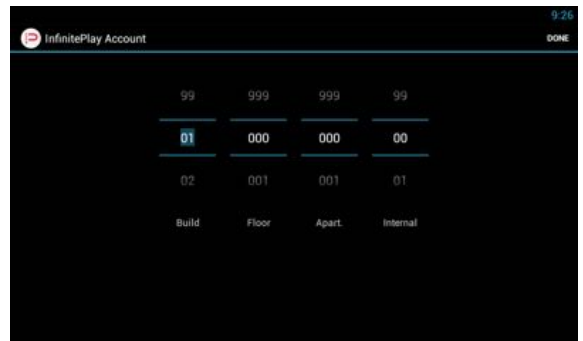 9:26
InfinitePlay Account DONE
99 999 999 99
01 000 000 00
02 001 001 01
Build Floor Apart. Internal